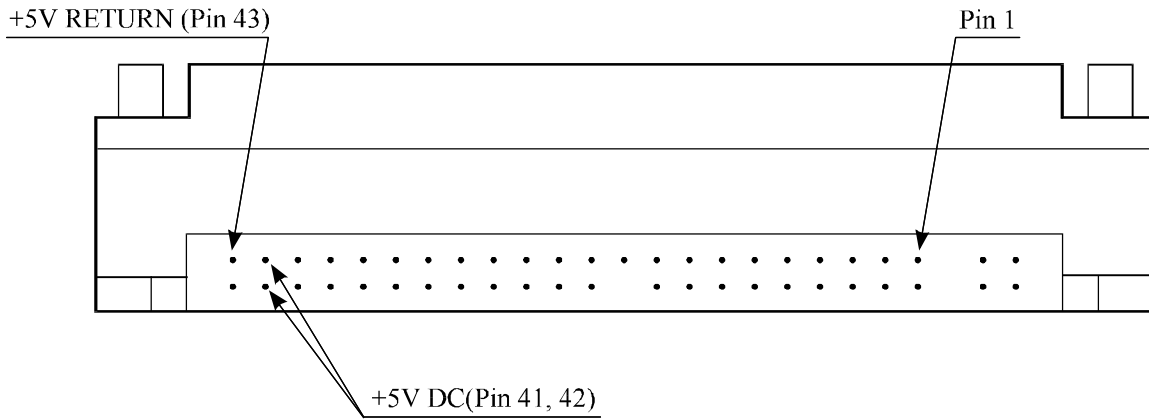 +5V RETURN (Pin 43)
Pin 1
+5V DC(Pin 41, 42)